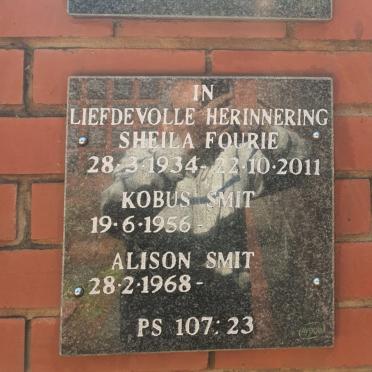 IN
LIEFDEVOLLE HERINNERING
SHEILA FOURIE
28·3·1934 - 22·10·2011
KOBUS SMIT
19·6·1956 -
ALISON SMIT
28·2·1968 -
PS 107:23